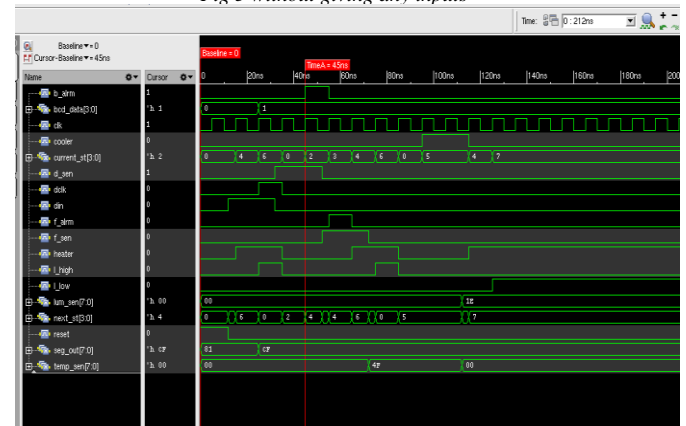 Fig 5 without giving any inputs
Time: 0 : 212ns
Baseline = 0
Cursor-Baseline = 45ns
Baseline = 0
TimeA = 45ns
Name Cursor 0 20ns 40ns 60ns 80ns 100ns 120ns 140ns 160ns 180ns 200
b_alrm 1
bcd_data[3:0] 'h 1 0 1
clk 1
cooler 0
current_st[3:0] 'h 2 0 4 6 0 2 3 4 6 0 5 4 7
d_sen 1
dclk 0
din 0
f_alrm 0
f_sen 0
heater 0
l_high 0
l_low 0
lum_sen[7:0] 'h 00 00 1E
next_st[3:0] 'h 4 0 6 0 2 4 4 6 0 5 7
reset 0
seg_out[7:0] 'h CF 81 CF
temp_sen[7:0] 'h 00 00 4F 00